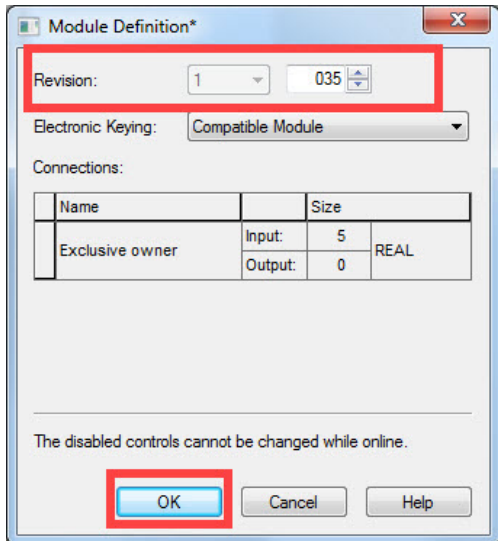 Module Definition*
Revision: 1 035
Electronic Keying: Compatible Module
Connections:
Name Size
Exclusive owner Input: 5 REAL
Output: 0
The disabled controls cannot be changed while online.
OK Cancel Help